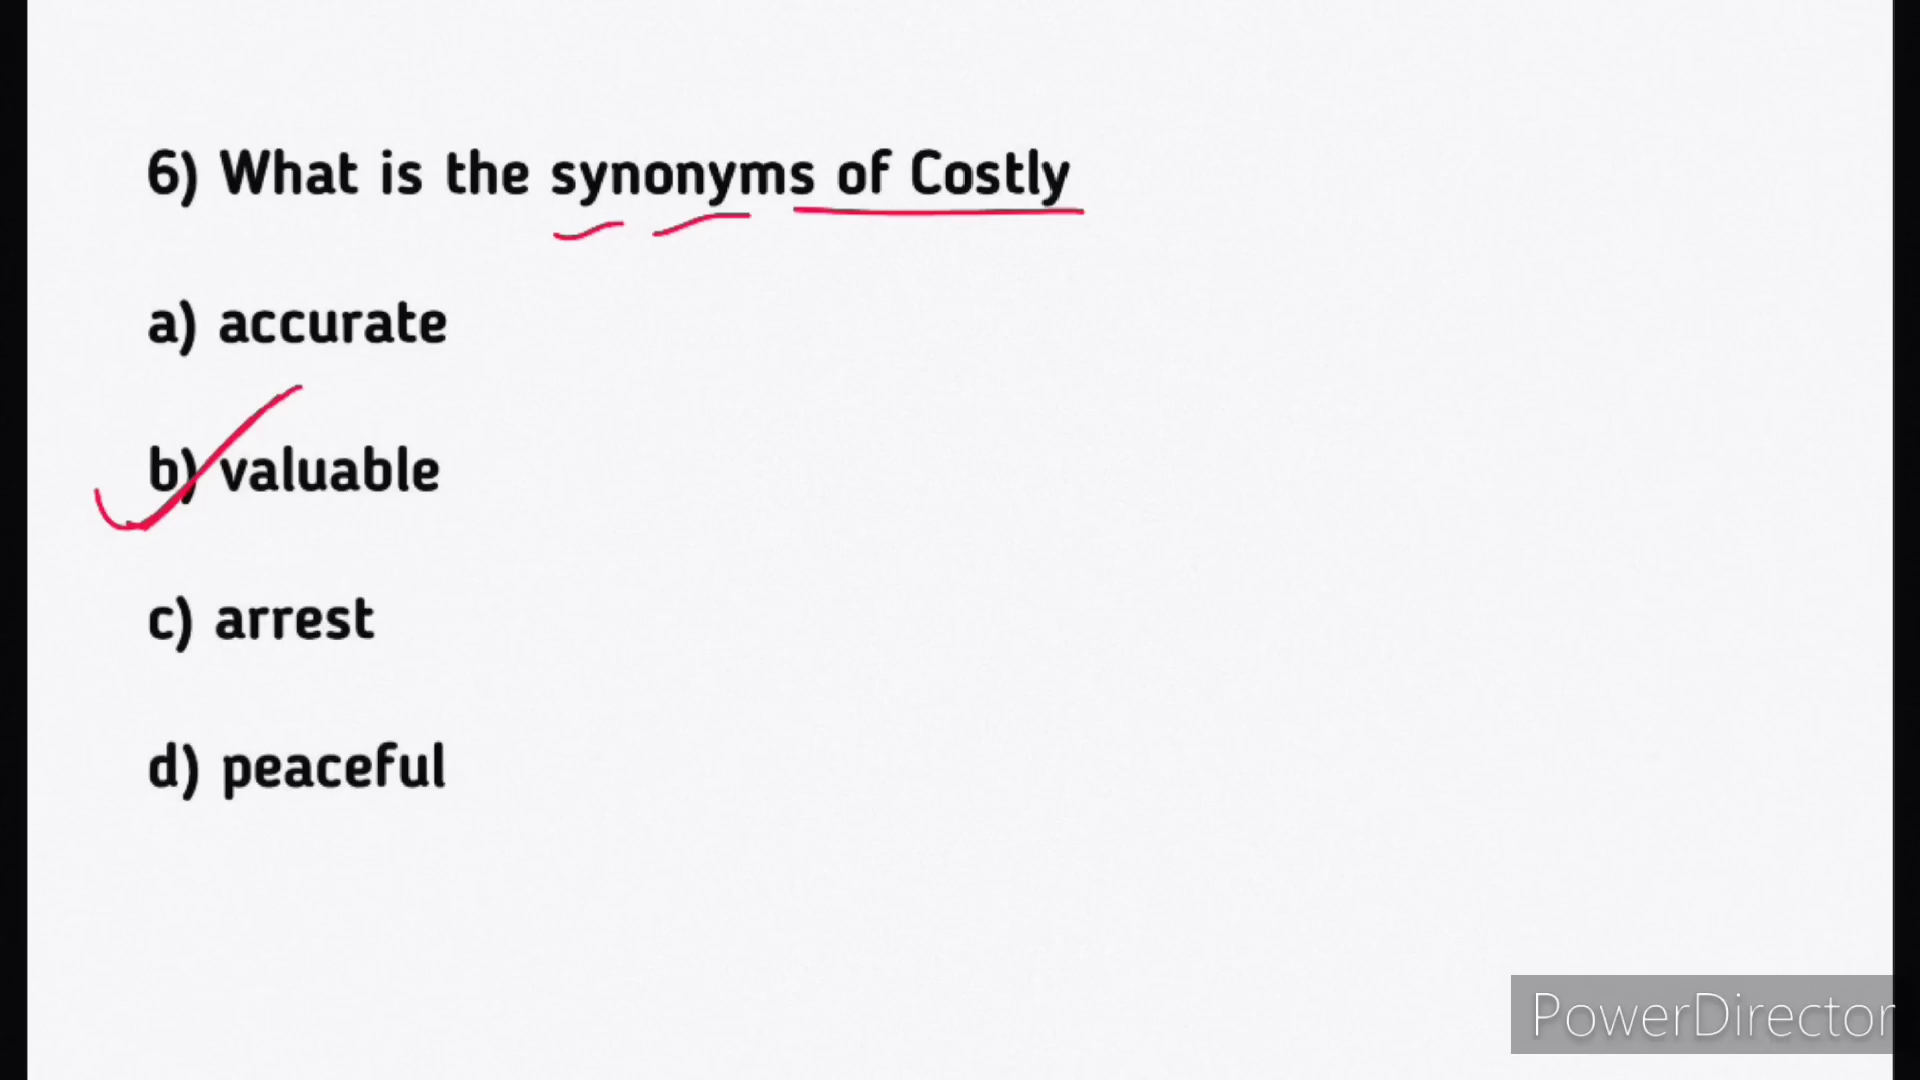 6) What is the synonyms of Costly
a) accurate
b) valuable
c) arrest
d) peaceful
PowerDirector